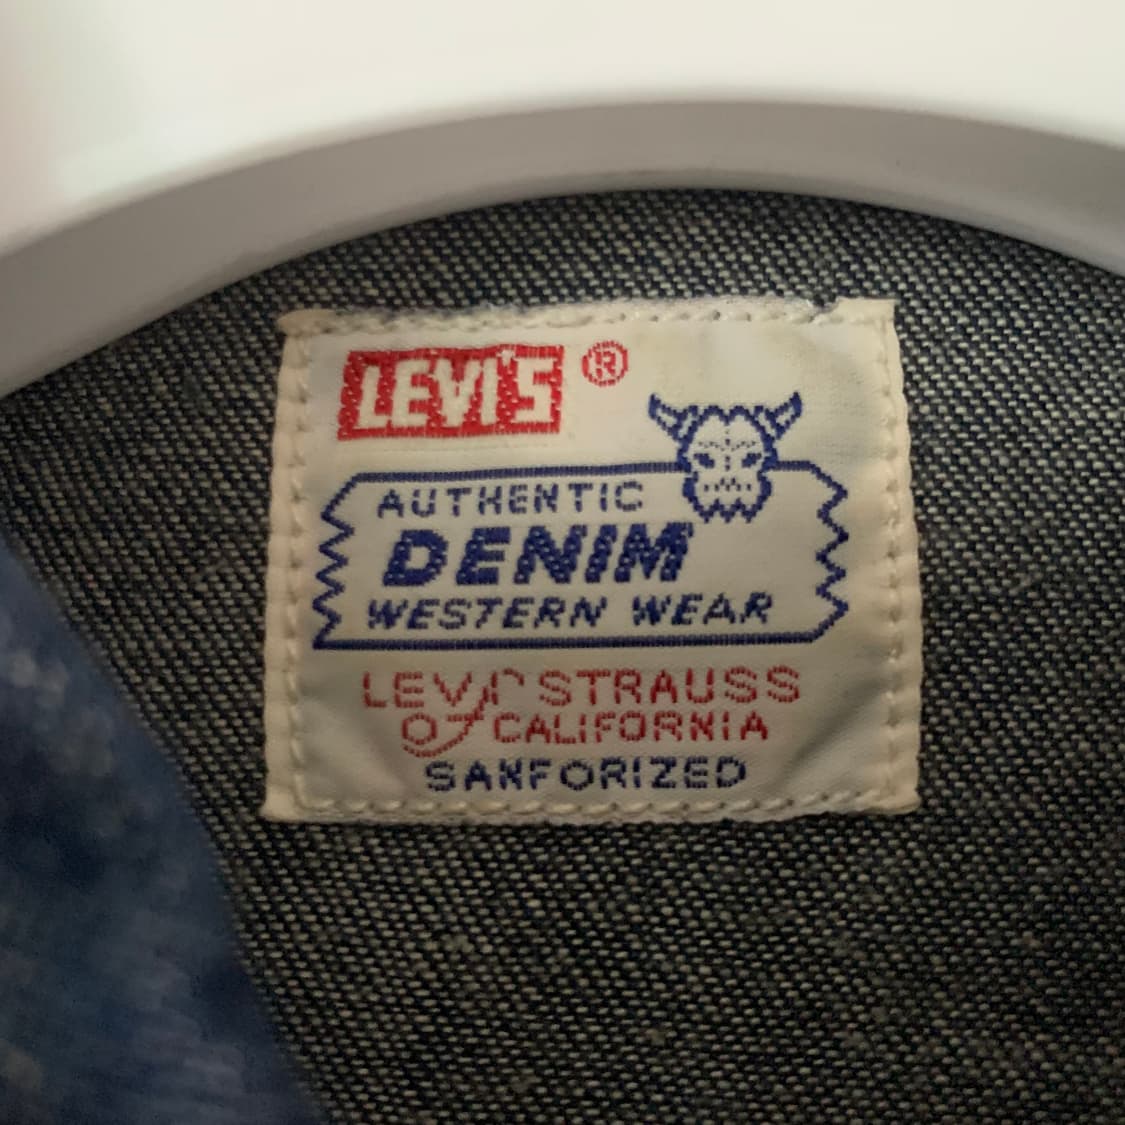 LEVI'S ®
AUTHENTIC
DENIM
WESTERN WEAR
LEVI STRAUSS
OF CALIFORNIA
SANFORIZED